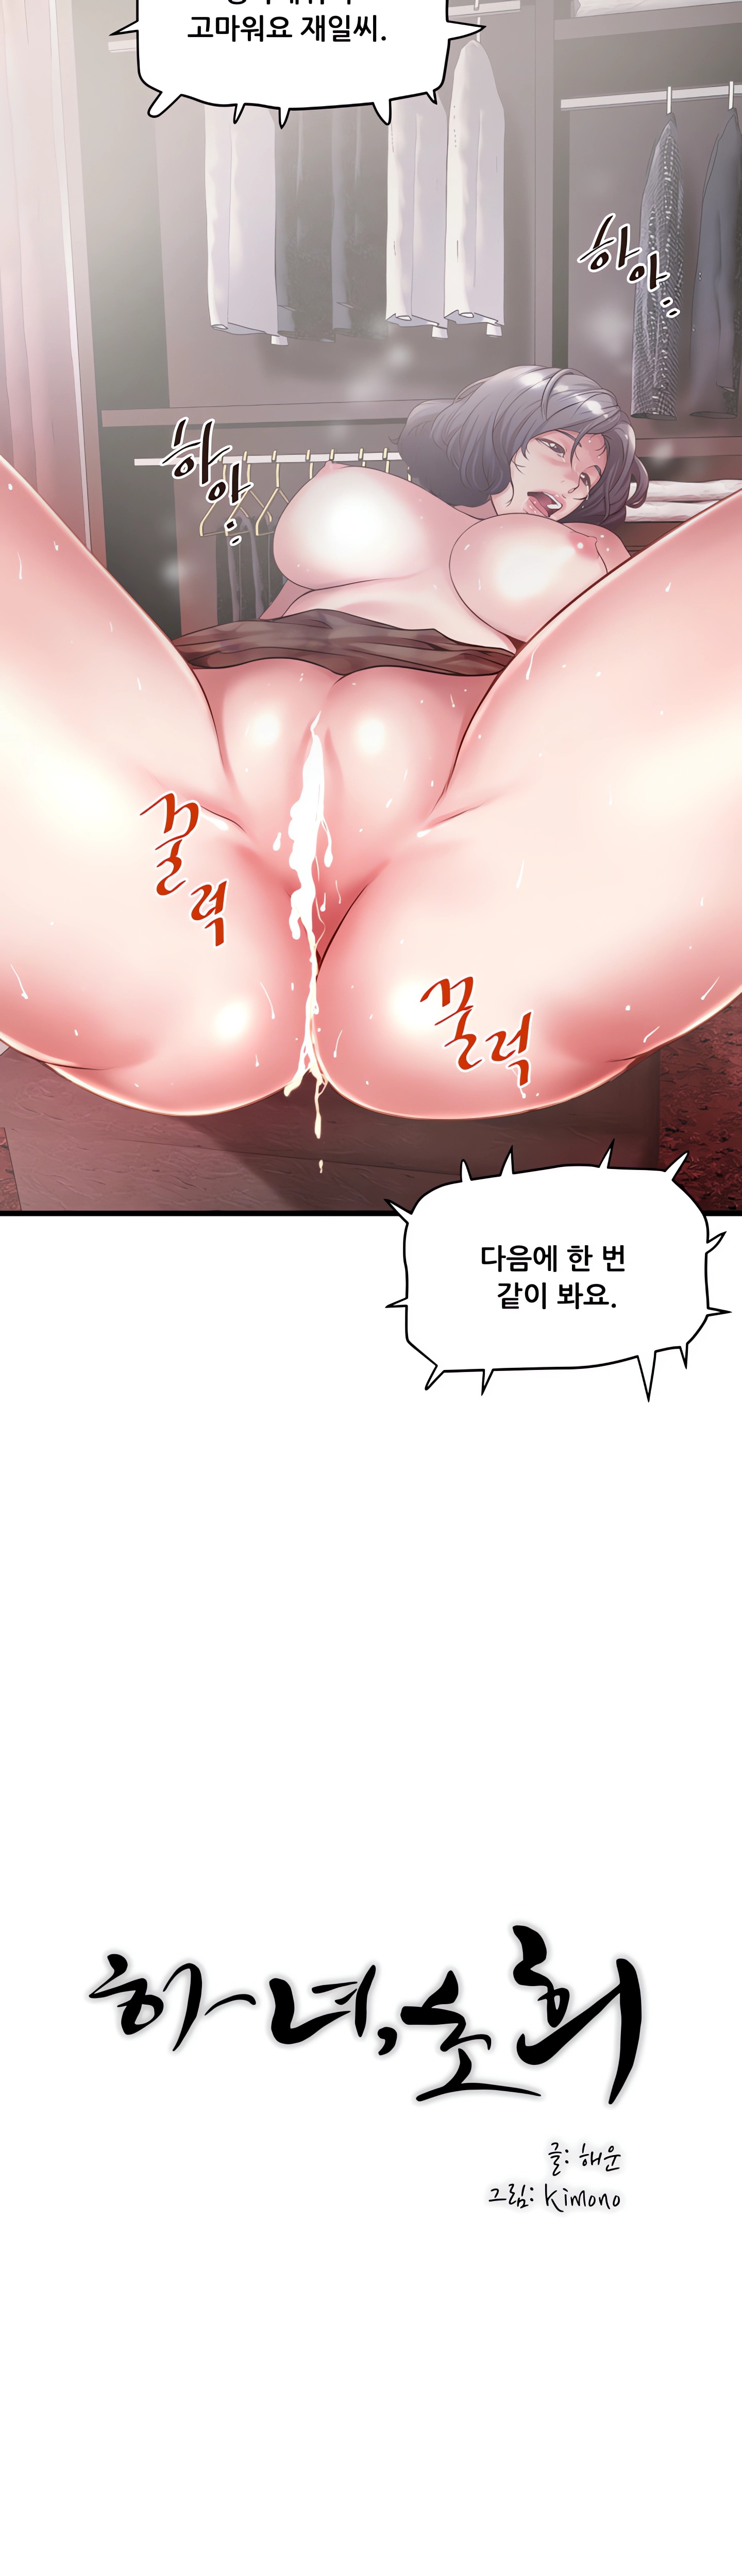 고마워요 재일씨.
하아..
하아..
꿀럭
꿀럭
다음에 한 번
같이 봐요.
하녀, 소희
글: 해운
그림: Kimono